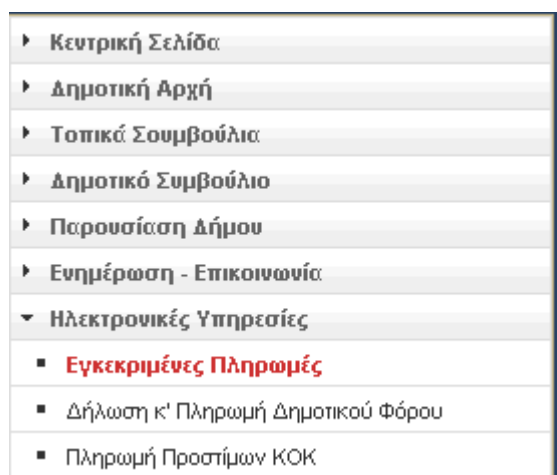 Κεντρική Σελίδα
Δημοτική Αρχή
Τοπικά Σουμβούλια
Δημοτικό Συμβούλιο
Παρουσίαση Δήμου
Ενημέρωση - Επικοινωνία
Ηλεκτρονικές Υπηρεσίες
Εγκεκριμένες Πληρωμές
Δήλωση κ' Πληρωμή Δημοτικού Φόρου
Πληρωμή Προστίμων ΚΟΚ